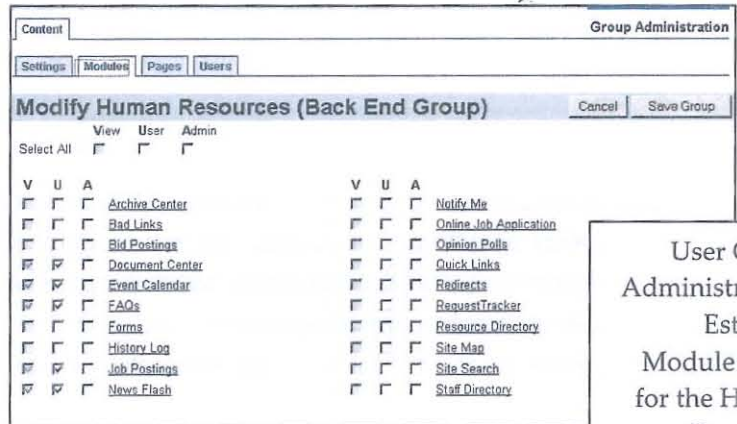 Content
Group Administration
Settings Modules Pages Users
Modify Human Resources (Back End Group)
Cancel Save Group
View User Admin
Select All
V U A
Archive Center
Bad Links
Bid Postings
Document Center
Event Calendar
FAQs
Forms
History Log
Job Postings
News Flash
V U A
Notify Me
Online Job Application
Opinion Polls
Quick Links
Redirects
RequestTracker
Resource Directory
Site Map
Site Search
Staff Directory
User
Module
for the